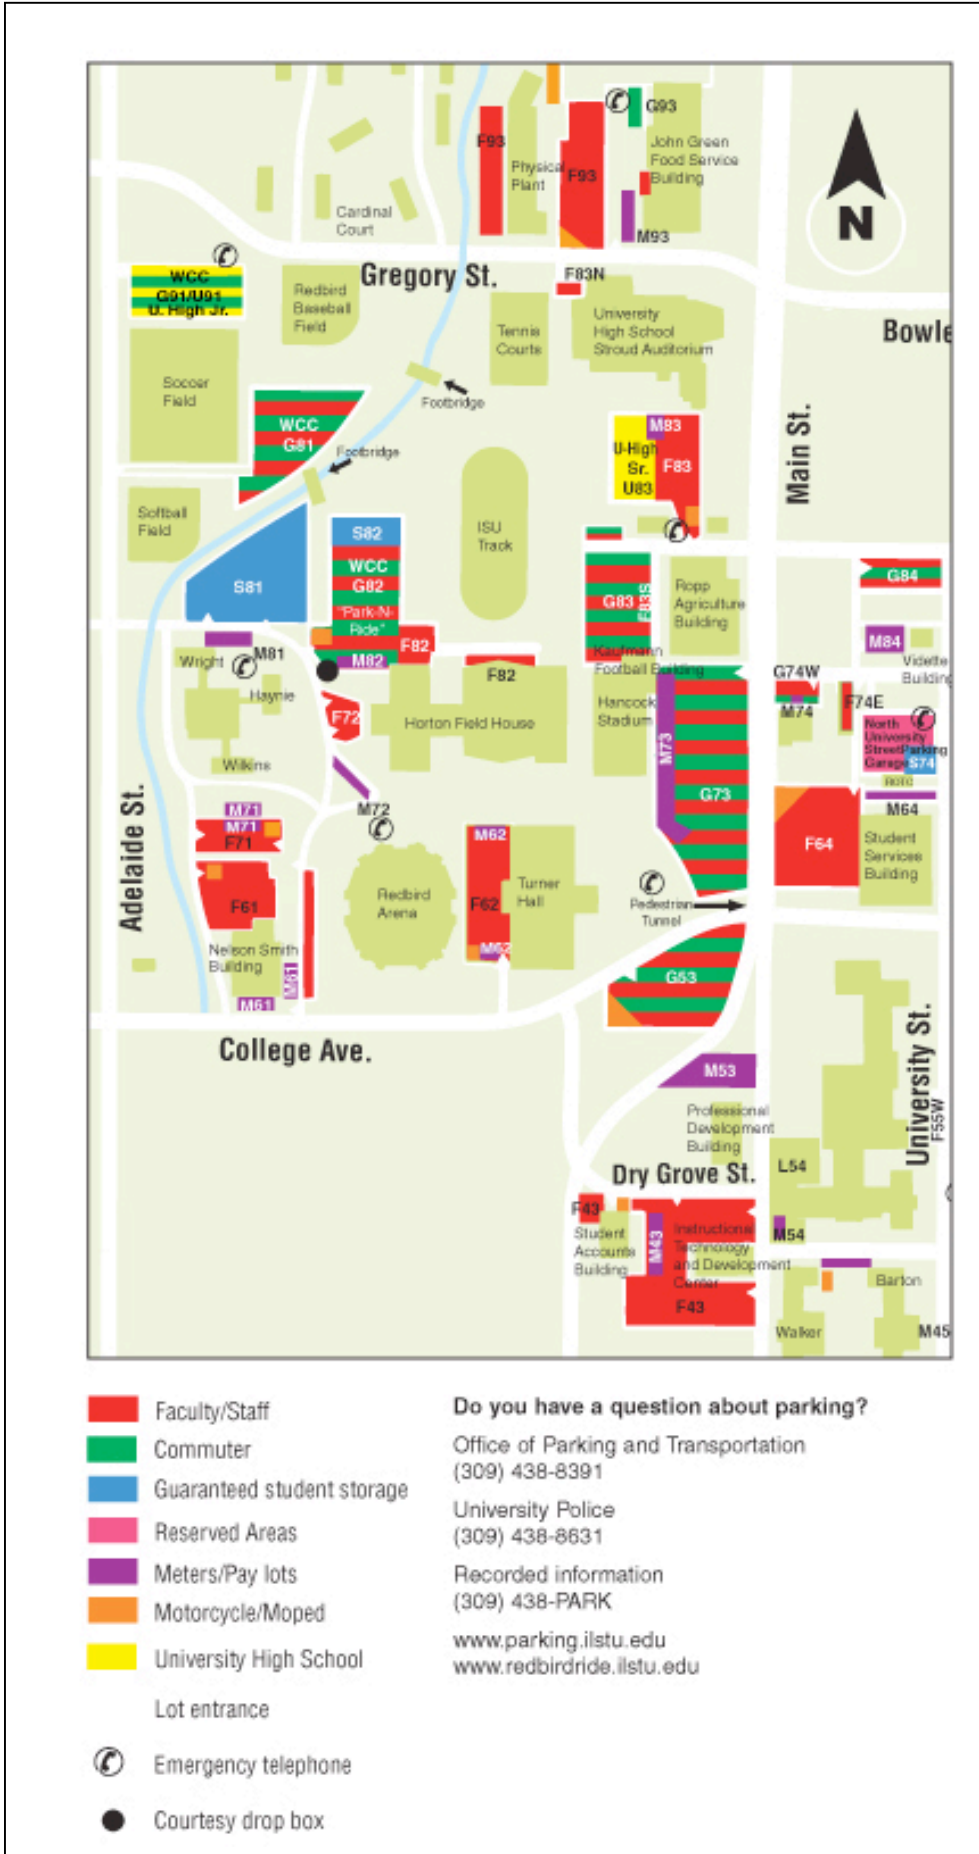 F93
Physical
Plant
F93
G93
John Green
Food Service
Building
M93
N
Cardinal
Court
Gregory St.
WCC
G91/U91
U. High Jr.
Redbird
Baseball
Field
F83N
Tennis
Courts
University
High School
Stroud Auditorium
Bowle
Soccer
Field
Footbridge
WCC
G81
Footbridge
M83
U-High
Sr.
U83
F83
Main St.
Softball
Field
S82
ISU
Track
WCC
G82
"Park-N-
Ride"
S81
G83
F83S
Ropp
Agriculture
Building
G84
M81
Wright
M82
F82
F82
Kaufmann
Football Building
M84
Vidette
Building
Haynie
F72
Horton Field House
Hancock
Stadium
M73
G74W
M74
F74E
North
University
Street Parking
Garage
S74
ROTC
Wilkins
M72
G73
M64
Adelaide St.
M71
M71
F71
M62
F64
Student
Services
Building
F61
Redbird
Arena
F62
Turner
Hall
Pedestrian
Tunnel
Nelson Smith
Building
M61
M61
M62
G53
College Ave.
M53
University St.
F55W
Professional
Development
Building
Dry Grove St.
L54
F43
Student
Accounts
Building
M43
Instructional
Technology
and Development
Center
M54
F43
Barton
Walker
M45
Faculty/Staff
Commuter
Guaranteed student storage
Reserved Areas
Meters/Pay lots
Motorcycle/Moped
University High School
Lot entrance
Emergency telephone
Courtesy drop box
Do you have a question about parking?
Office of Parking and Transportation
(309) 438-8391
University Police
(309) 438-8631
Recorded information
(309) 438-PARK
www.parking.ilstu.edu
www.redbirdride.ilstu.edu